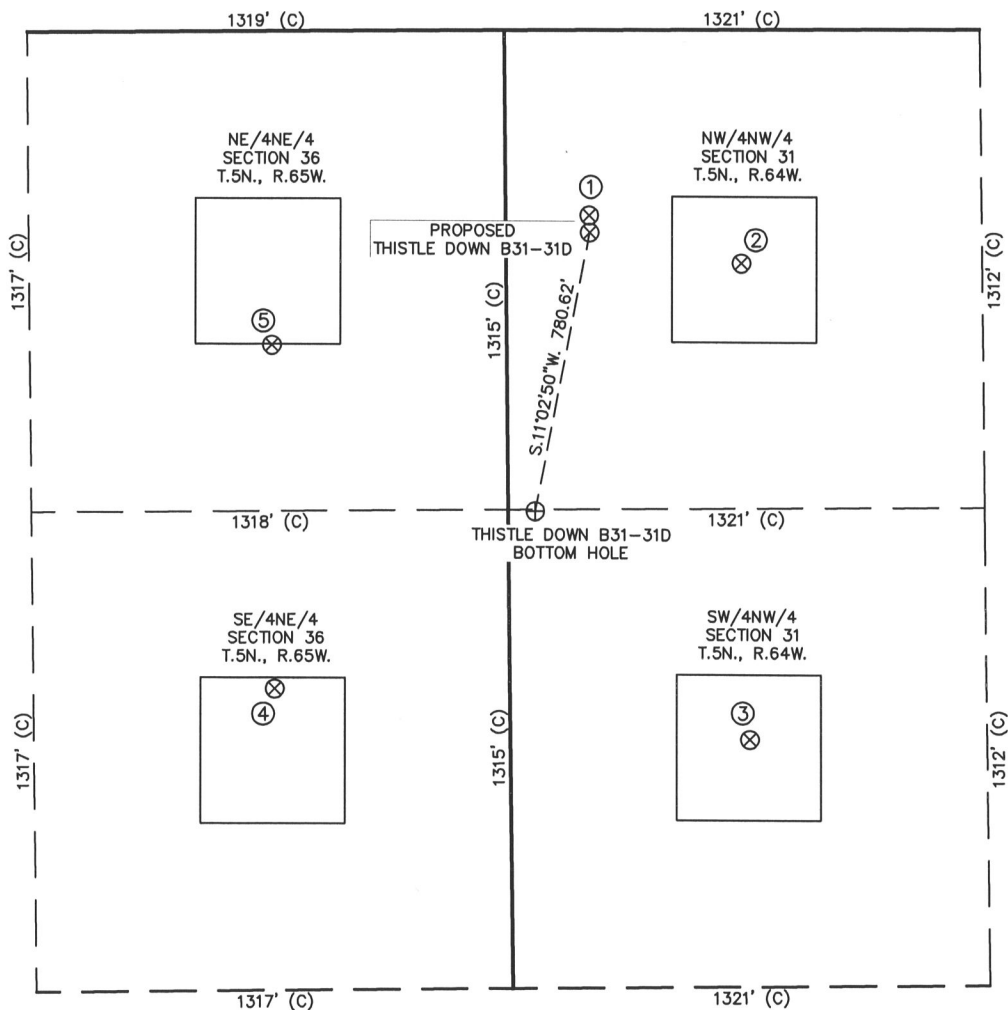 1319' (C)
1321' (C)
NE/4NE/4
SECTION 36
T.5N., R.65W.
NW/4NW/4
SECTION 31
T.5N., R.64W.
1
PROPOSED
THISTLE DOWN B31-31D
2
1317' (C)
1315' (C)
1312' (C)
5
S.11°02'50"W. 780.62'
1318' (C)
1321' (C)
THISTLE DOWN B31-31D
BOTTOM HOLE
SE/4NE/4
SECTION 36
T.5N., R.65W.
SW/4NW/4
SECTION 31
T.5N., R.64W.
4
3
1317' (C)
1315' (C)
1312' (C)
1317' (C)
1321' (C)